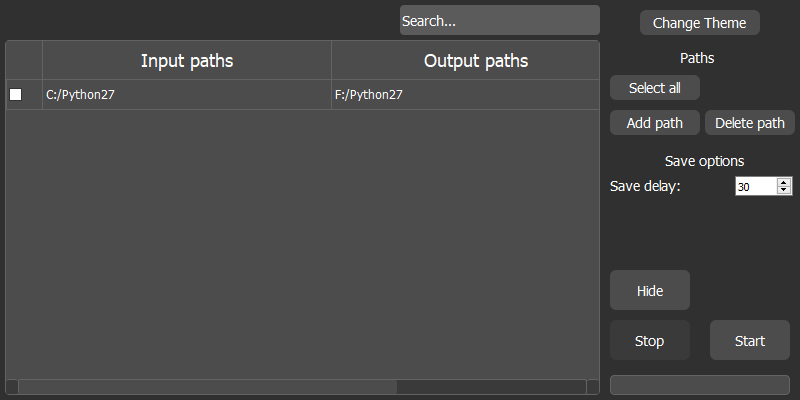 Search...
Change Theme
Input paths
Output paths
C:/Python27
F:/Python27
Paths
Select all
Add path
Delete path
Save options
Save delay:
30
Hide
Stop
Start